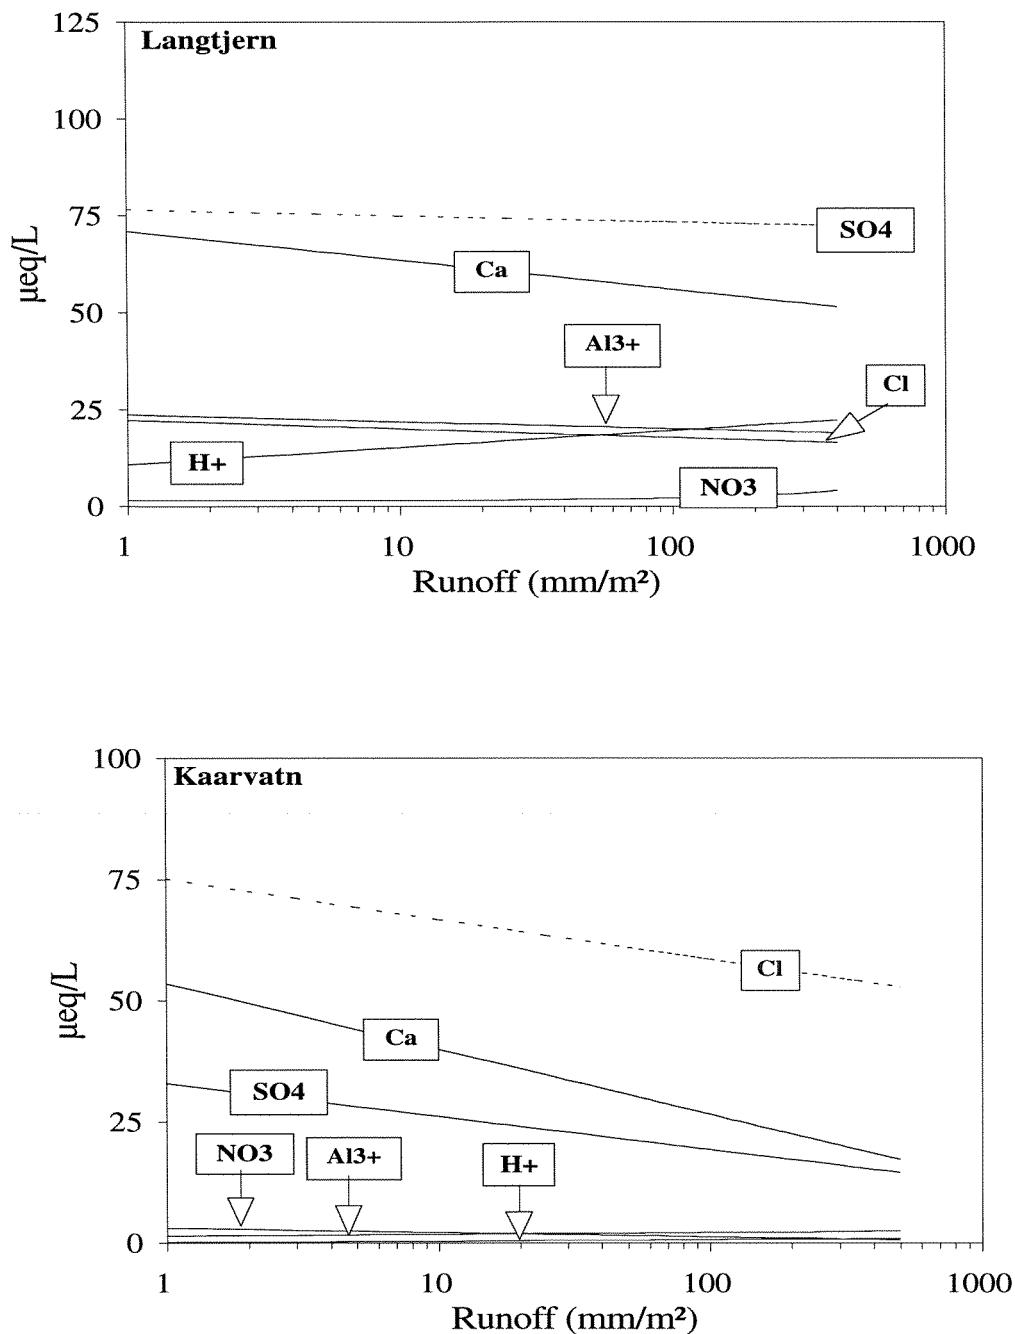 125
Langtjern
100
75
SO4
µeq/L
Ca
50
Al3+
Cl
25
H+
NO3
0
1 10 100 1000
Runoff (mm/m²)
100
Kaarvatn
75
Cl
µeq/L
50
Ca
SO4
25
NO3 Al3+ H+
0
1 10 100 1000
Runoff (mm/m²)